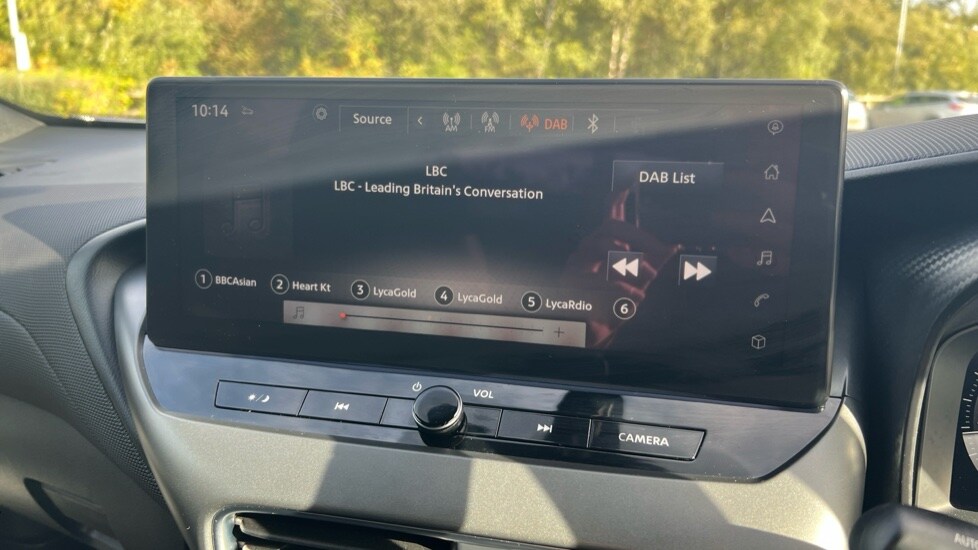 10:14 Source AM DAB
LBC
LBC - Leading Britain's Conversation
DAB List
1 BBCAsian 2 Heart Kt 3 LycaGold 4 LycaGold 5 LycaRdio 6
VOL
CAMERA